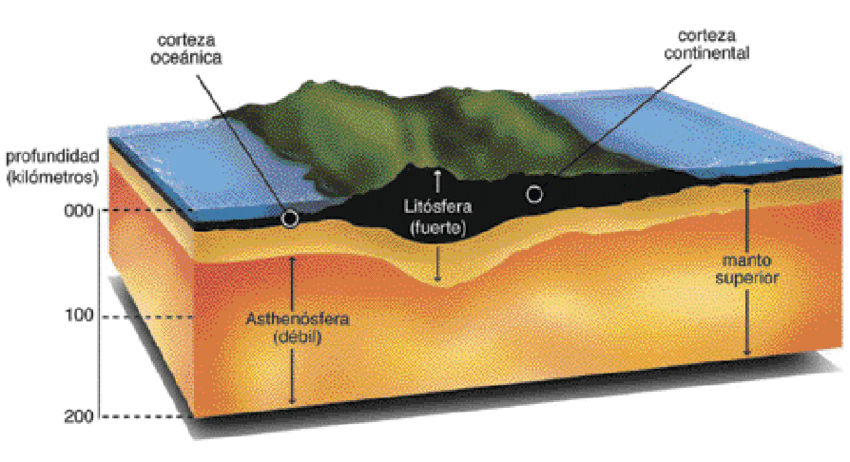 corteza
oceánica
corteza
continental
profundidad
(kilómetros)
000
Litósfera
(fuerte)
manto
superior
100
Asthenósfera
(débil)
200